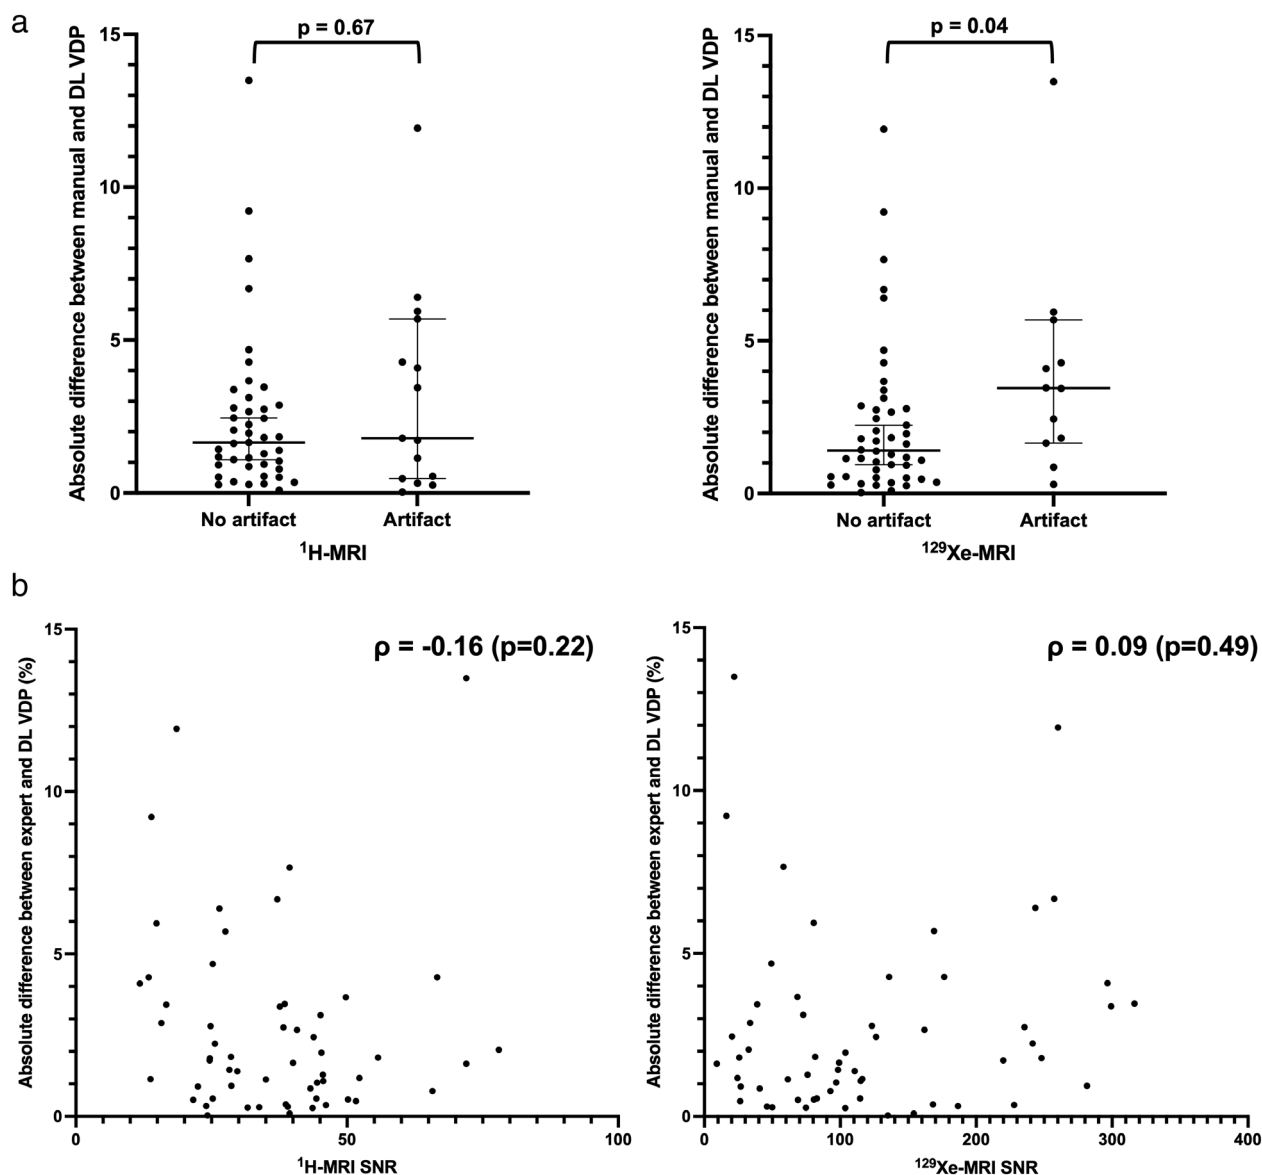 a
p = 0.67
Absolute difference between manual and DL VDP
15
10
5
0
No artifact
Artifact
¹H-MRI
p = 0.04
Absolute difference between manual and DL VDP
15
10
5
0
No artifact
Artifact
¹²⁹Xe-MRI
b
ρ = -0.16 (p=0.22)
Absolute difference between expert and DL VDP (%)
15
10
5
0
0
50
100
¹H-MRI SNR
ρ = 0.09 (p=0.49)
Absolute difference between expert and DL VDP (%)
15
10
5
0
0
100
200
300
400
¹²⁹Xe-MRI SNR